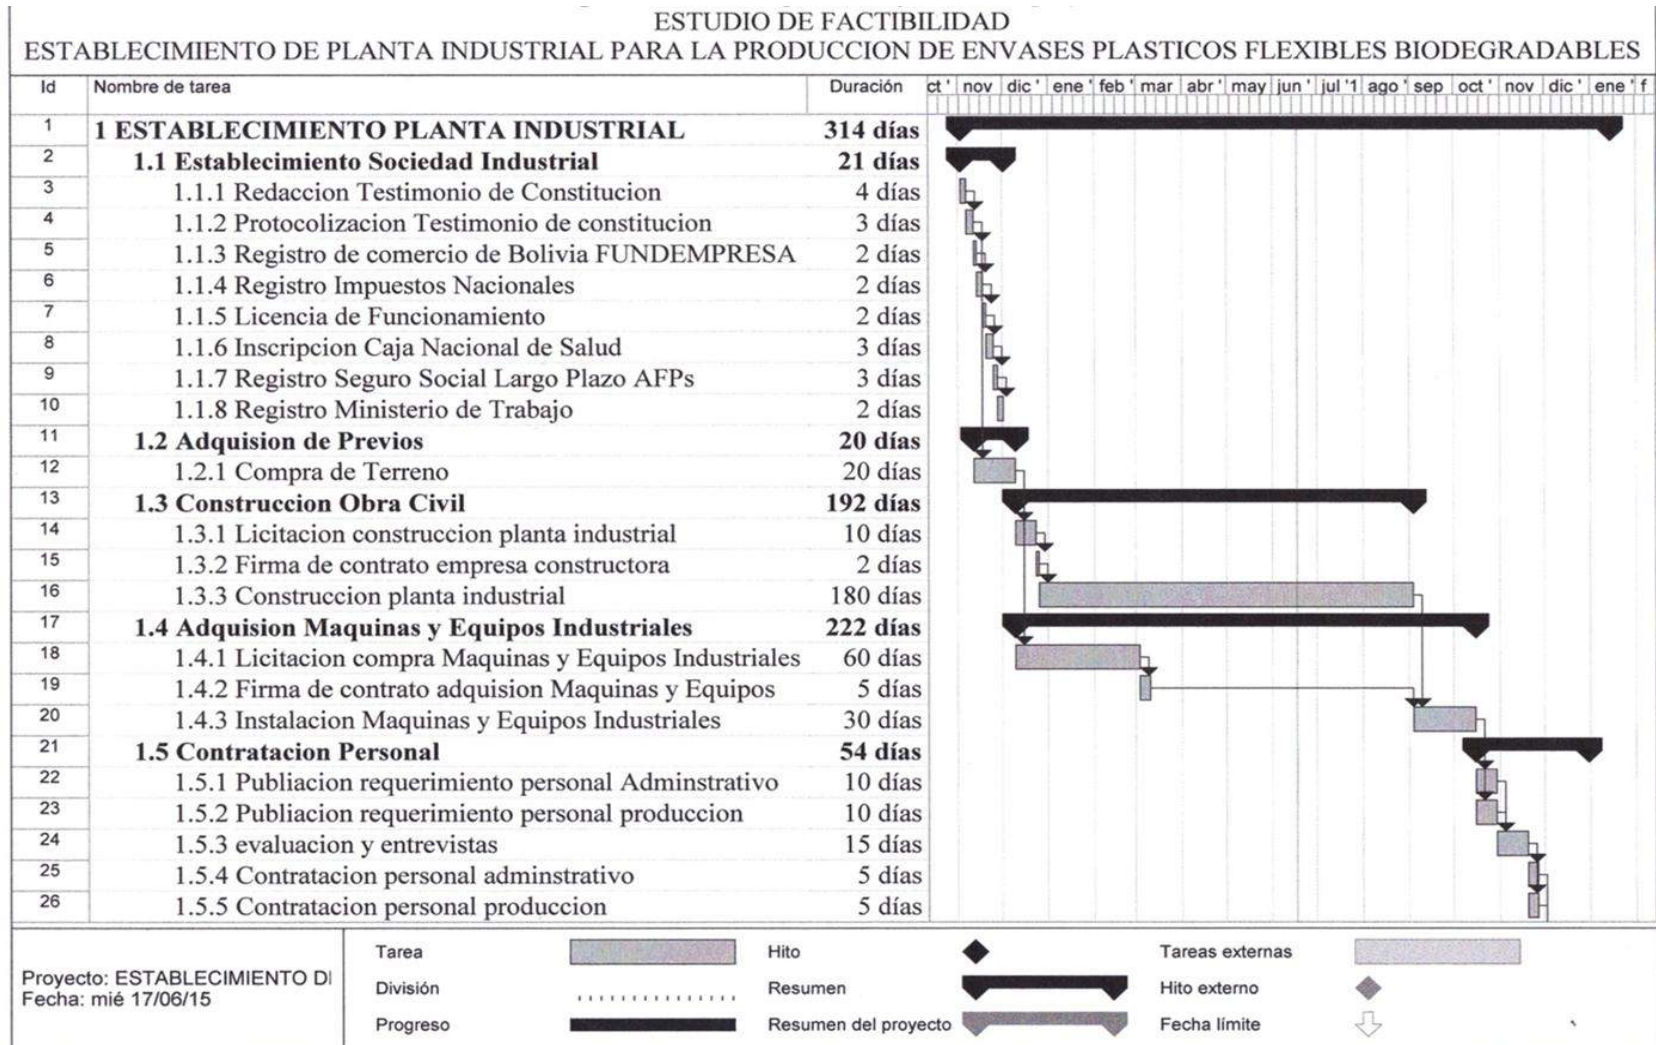 ESTUDIO DE FACTIBILIDAD
ESTABLECIMIENTO DE PLANTA INDUSTRIAL PARA LA PRODUCCION DE ENVASES PLASTICOS FLEXIBLES BIODEGRADABLES
Id Nombre de tarea Duración ct ' nov dic ' ene ' feb ' mar abr ' may jun ' jul '1 ago ' sep oct ' nov dic ' ene ' f
1 1 ESTABLECIMIENTO PLANTA INDUSTRIAL 314 días
2 1.1 Establecimiento Sociedad Industrial 21 días
3 1.1.1 Redaccion Testimonio de Constitucion 4 días
4 1.1.2 Protocolizacion Testimonio de constitucion 3 días
5 1.1.3 Registro de comercio de Bolivia FUNDEMPRESA 2 días
6 1.1.4 Registro Impuestos Nacionales 2 días
7 1.1.5 Licencia de Funcionamiento 2 días
8 1.1.6 Inscripcion Caja Nacional de Salud 3 días
9 1.1.7 Registro Seguro Social Largo Plazo AFPs 3 días
10 1.1.8 Registro Ministerio de Trabajo 2 días
11 1.2 Adquision de Previos 20 días
12 1.2.1 Compra de Terreno 20 días
13 1.3 Construccion Obra Civil 192 días
14 1.3.1 Licitacion construccion planta industrial 10 días
15 1.3.2 Firma de contrato empresa constructora 2 días
16 1.3.3 Construccion planta industrial 180 días
17 1.4 Adquision Maquinas y Equipos Industriales 222 días
18 1.4.1 Licitacion compra Maquinas y Equipos Industriales 60 días
19 1.4.2 Firma de contrato adquision Maquinas y Equipos 5 días
20 1.4.3 Instalacion Maquinas y Equipos Industriales 30 días
21 1.5 Contratacion Personal 54 días
22 1.5.1 Publiacion requerimiento personal Adminstrativo 10 días
23 1.5.2 Publiacion requerimiento personal produccion 10 días
24 1.5.3 evaluacion y entrevistas 15 días
25 1.5.4 Contratacion personal adminstrativo 5 días
26 1.5.5 Contratacion personal produccion 5 días
Proyecto: ESTABLECIMIENTO DI
Fecha: mié 17/06/15
Tarea Hito Tareas externas
División Resumen Hito externo
Progreso Resumen del proyecto Fecha límite